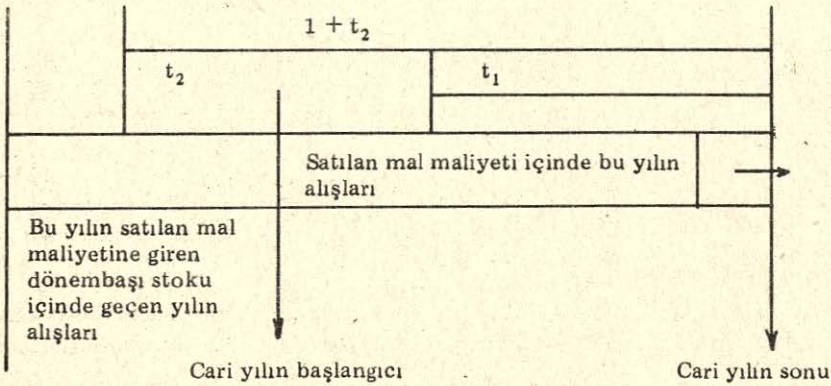 1 + t₂
t₂
t₁
Satılan mal maliyeti içinde bu yılın
alışları
Bu yılın satılan mal
maliyetine giren
dönembaşı stoku
içinde geçen yılın
alışları
Cari yılın başlangıcı
Cari yılın sonu